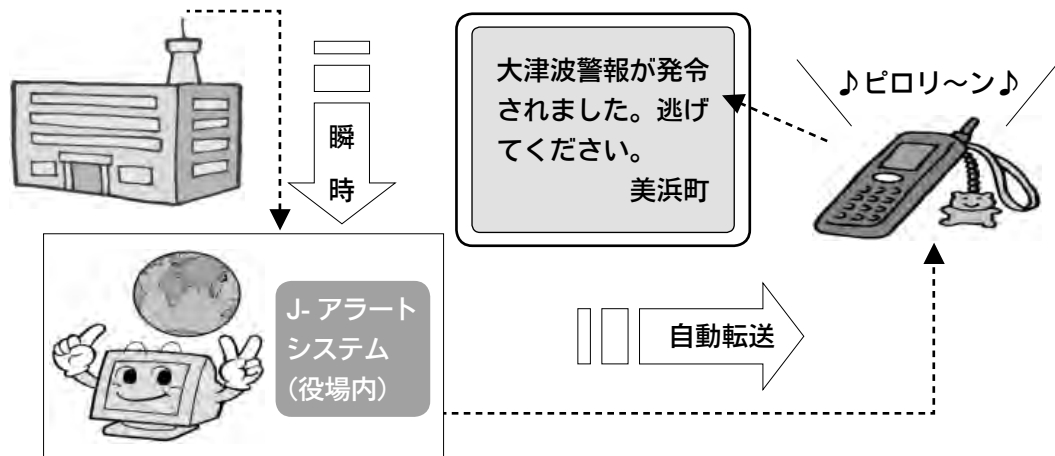 大津波警報が発令
されました。逃げ
てください。
美浜町
♪ピロリ〜ン♪
瞬時
J- アラート
システム
(役場内)
自動転送